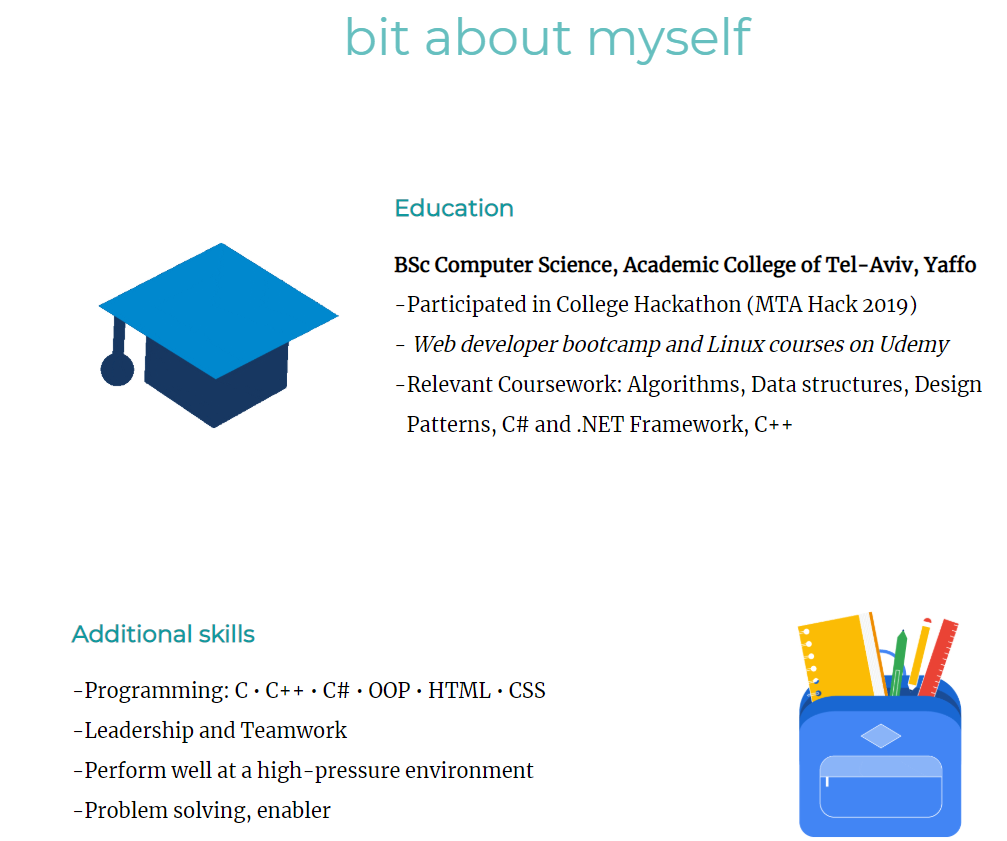 bit about myself
Education
BSc Computer Science, Academic College of Tel-Aviv, Yaffo
-Participated in College Hackathon (MTA Hack 2019)
- Web developer bootcamp and Linux courses on Udemy
-Relevant Coursework: Algorithms, Data structures, Design
Patterns, C# and .NET Framework, C++
Additional skills
-Programming: C • C++ • C# • OOP • HTML • CSS
-Leadership and Teamwork
-Perform well at a high-pressure environment
-Problem solving, enabler